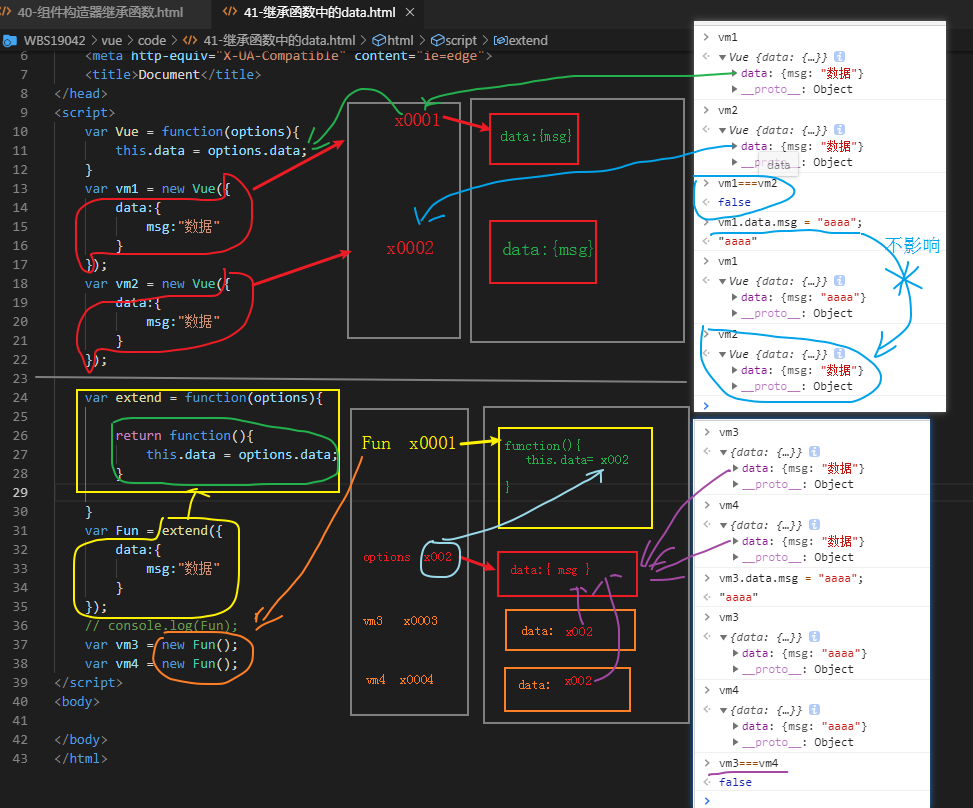 40-组件构造器继承函数.html
41-继承函数中的data.html ×
WBS19042 > vue > code > 41-继承函数中的data.html > html > script > extend
6 <meta http-equiv="X-UA-Compatible" content="ie=edge">
7 <title>Document</title>
8 </head>
9 <script>
10 var Vue = function(options){
11 this.data = options.data;
12 }
13 var vm1 = new Vue({
14 data:{
15 msg:"数据"
16 }
17 });
18 var vm2 = new Vue({
19 data:{
20 msg:"数据"
21 }
22 });
23
24 var extend = function(options){
25
26 return function(){
27 this.data = options.data;
28 }
29
30 }
31 var Fun = extend({
32 data:{
33 msg:"数据"
34 }
35 });
36 // console.log(Fun);
37 var vm3 = new Fun();
38 var vm4 = new Fun();
39 </script>
40 <body>
41
42 </body>
43 </html>
x0001
data:{msg}
x0002
data:{msg}
Fun x0001
function(){
this.data= x002
}
options x002
data:{ msg }
vm3 x0003
data: x002
vm4 x0004
data: x002
> vm1
Vue {data: {…}} i
data: {msg: "数据"}
__proto__: Object
> vm2
Vue {data: {…}} i
data: {msg: "数据"}
__proto__: Object
data
> vm1===vm2
false
> vm1.data.msg = "aaaa";
"aaaa"
不影响
> vm1
Vue {data: {…}} i
data: {msg: "aaaa"}
__proto__: Object
> vm2
Vue {data: {…}} i
data: {msg: "数据"}
__proto__: Object
>
> vm3
{data: {…}} i
data: {msg: "数据"}
__proto__: Object
> vm4
{data: {…}} i
data: {msg: "数据"}
__proto__: Object
> vm3.data.msg = "aaaa";
"aaaa"
> vm3
{data: {…}} i
data: {msg: "aaaa"}
__proto__: Object
> vm4
{data: {…}} i
data: {msg: "aaaa"}
__proto__: Object
> vm3===vm4
false
>